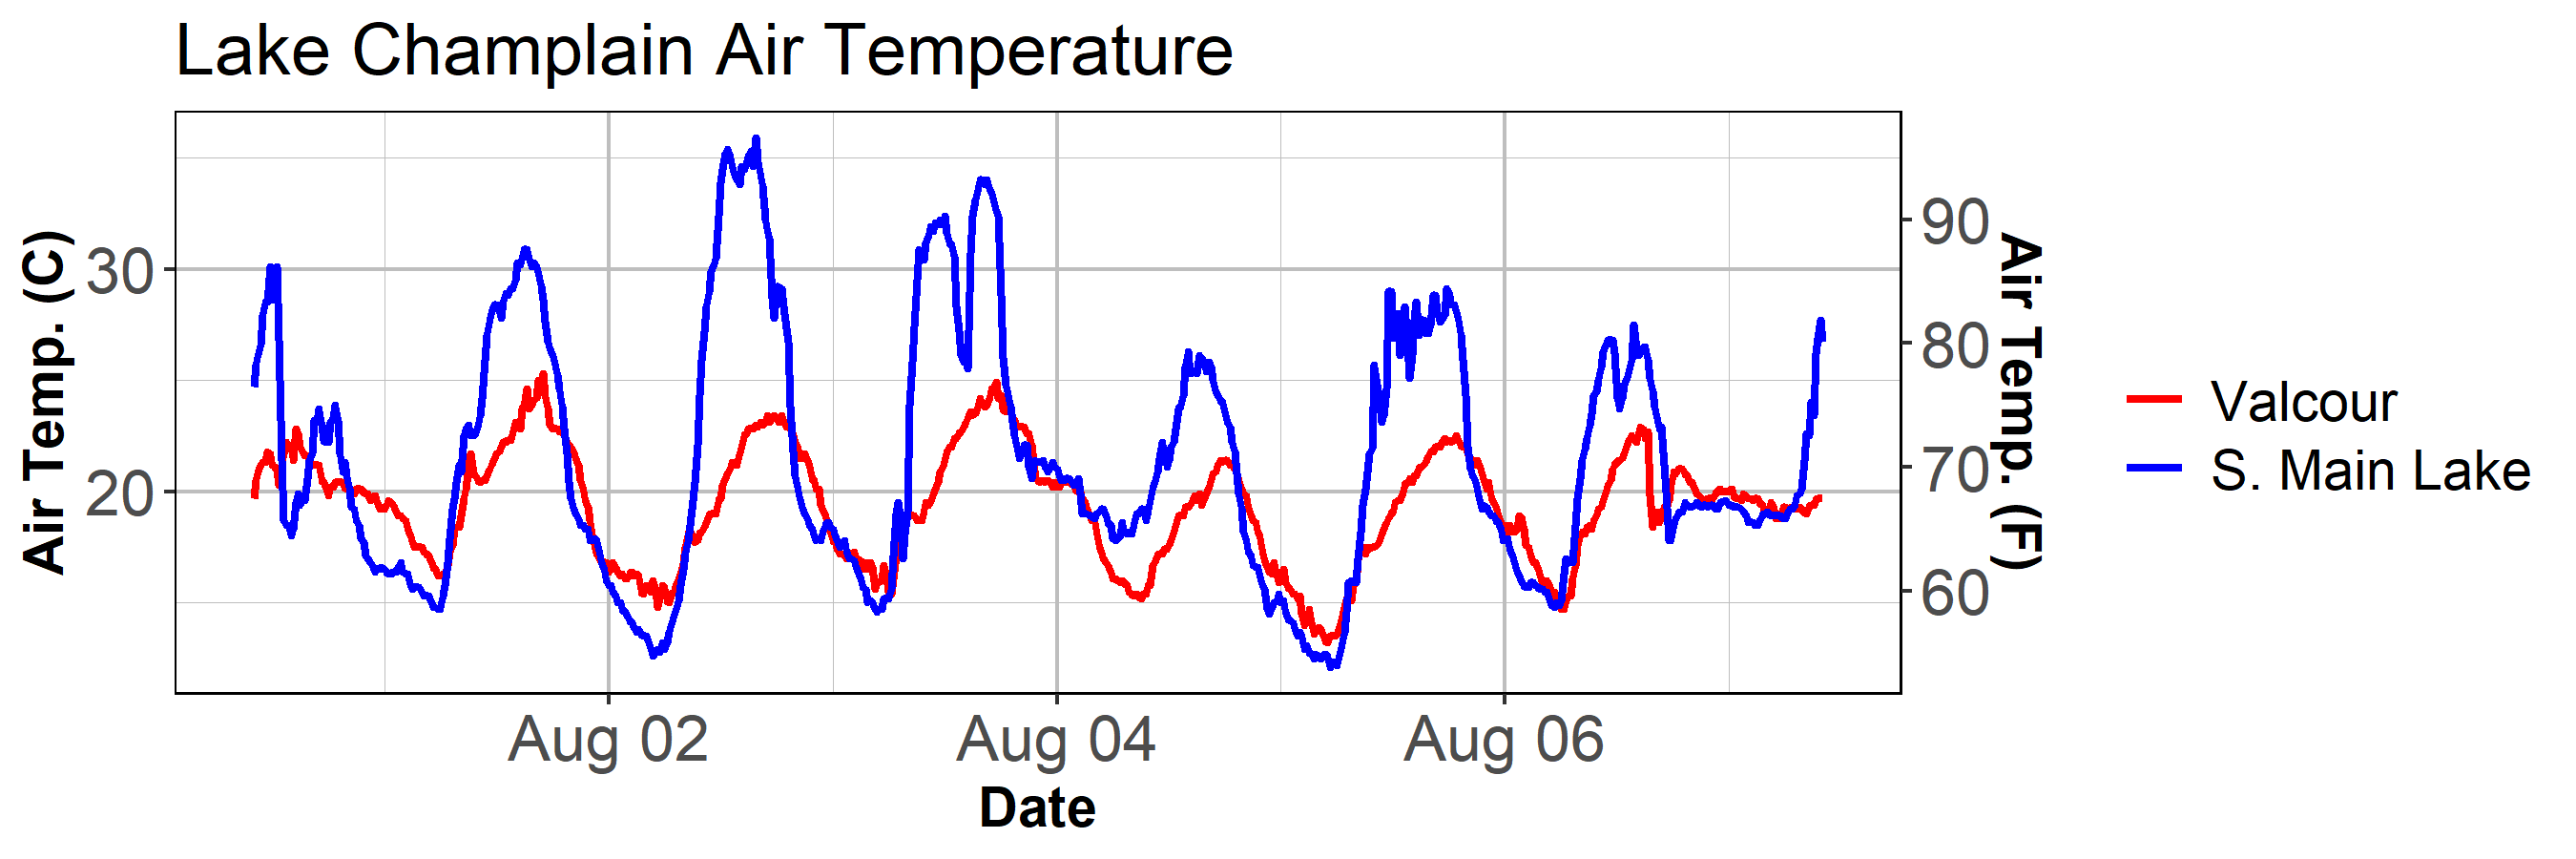 Lake Champlain Air Temperature
Air Temp. (C)
30
20
90
80
70
60
Air Temp. (F)
Valcour
S. Main Lake
Aug 02
Aug 04
Aug 06
Date